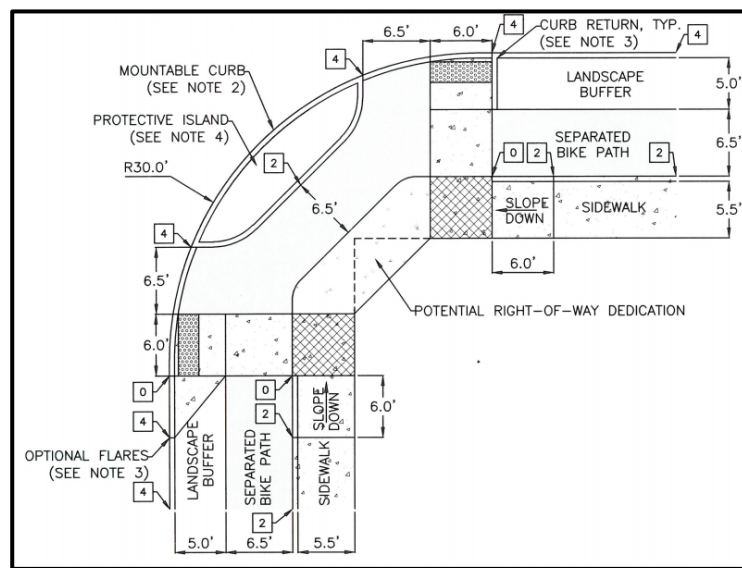 6.5'
6.0'
4
CURB RETURN, TYP.
(SEE NOTE 3)
4
4
MOUNTABLE CURB
(SEE NOTE 2)
LANDSCAPE
BUFFER
5.0'
PROTECTIVE ISLAND
(SEE NOTE 4)
SEPARATED
BIKE PATH
6.5'
2
0
2
2
R30.0'
6.5'
SLOPE
DOWN
SIDEWALK
5.5'
4
6.0'
6.5'
POTENTIAL RIGHT-OF-WAY DEDICATION
6.0'
0
0
SLOPE
DOWN
6.0'
2
4
OPTIONAL FLARES
(SEE NOTE 3)
LANDSCAPE
BUFFER
SEPARATED
BIKE PATH
SIDEWALK
4
2
5.0'
6.5'
5.5'